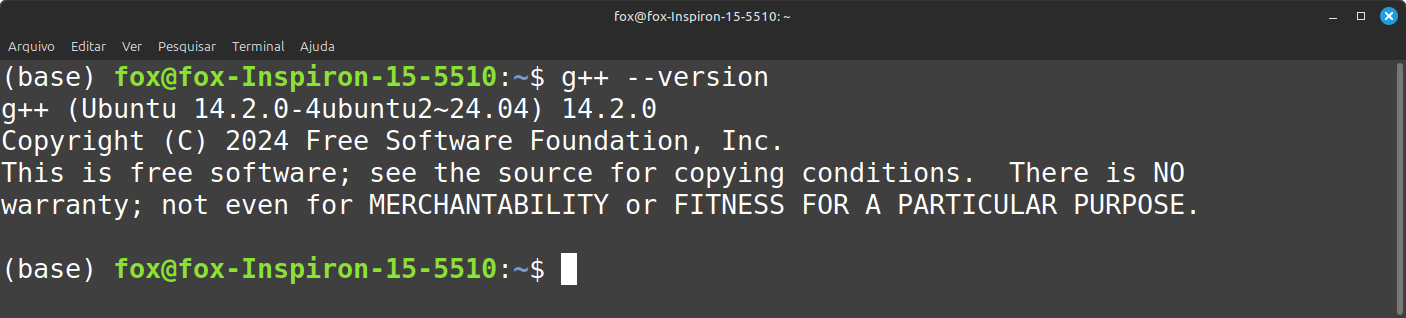 fox@fox-Inspiron-15-5510: ~
Arquivo Editar Ver Pesquisar Terminal Ajuda
(base) fox@fox-Inspiron-15-5510:~$ g++ --version
g++ (Ubuntu 14.2.0-4ubuntu2~24.04) 14.2.0
Copyright (C) 2024 Free Software Foundation, Inc.
This is free software; see the source for copying conditions.  There is NO
warranty; not even for MERCHANTABILITY or FITNESS FOR A PARTICULAR PURPOSE.
(base) fox@fox-Inspiron-15-5510:~$